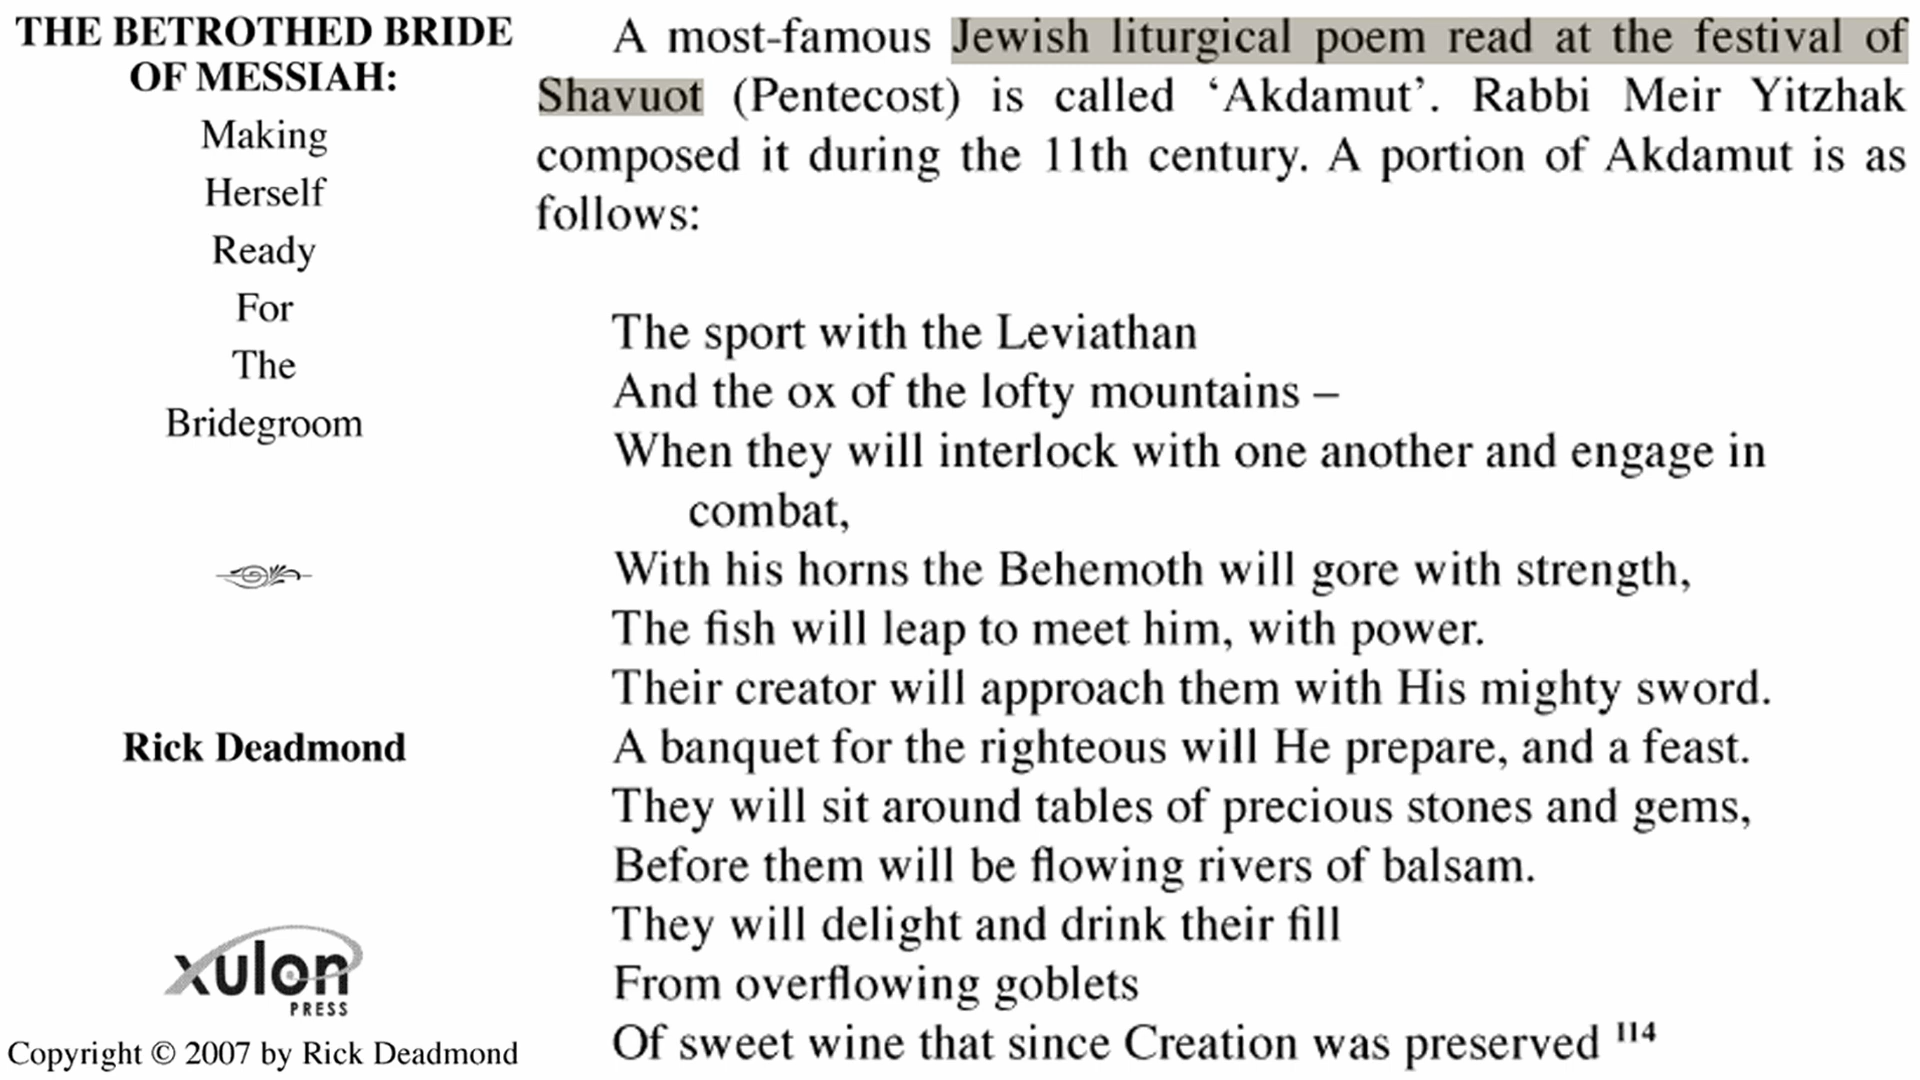 THE BETROTHED BRIDE
OF MESSIAH:
Making
Herself
Ready
For
The
Bridegroom
Rick Deadmond
xulon
PRESS
Copyright © 2007 by Rick Deadmond
A most-famous Jewish liturgical poem read at the festival of
Shavuot (Pentecost) is called ‘Akdamut’. Rabbi Meir Yitzhak
composed it during the 11th century. A portion of Akdamut is as
follows:
The sport with the Leviathan
And the ox of the lofty mountains –
When they will interlock with one another and engage in
combat,
With his horns the Behemoth will gore with strength,
The fish will leap to meet him, with power.
Their creator will approach them with His mighty sword.
A banquet for the righteous will He prepare, and a feast.
They will sit around tables of precious stones and gems,
Before them will be flowing rivers of balsam.
They will delight and drink their fill
From overflowing goblets
Of sweet wine that since Creation was preserved 114